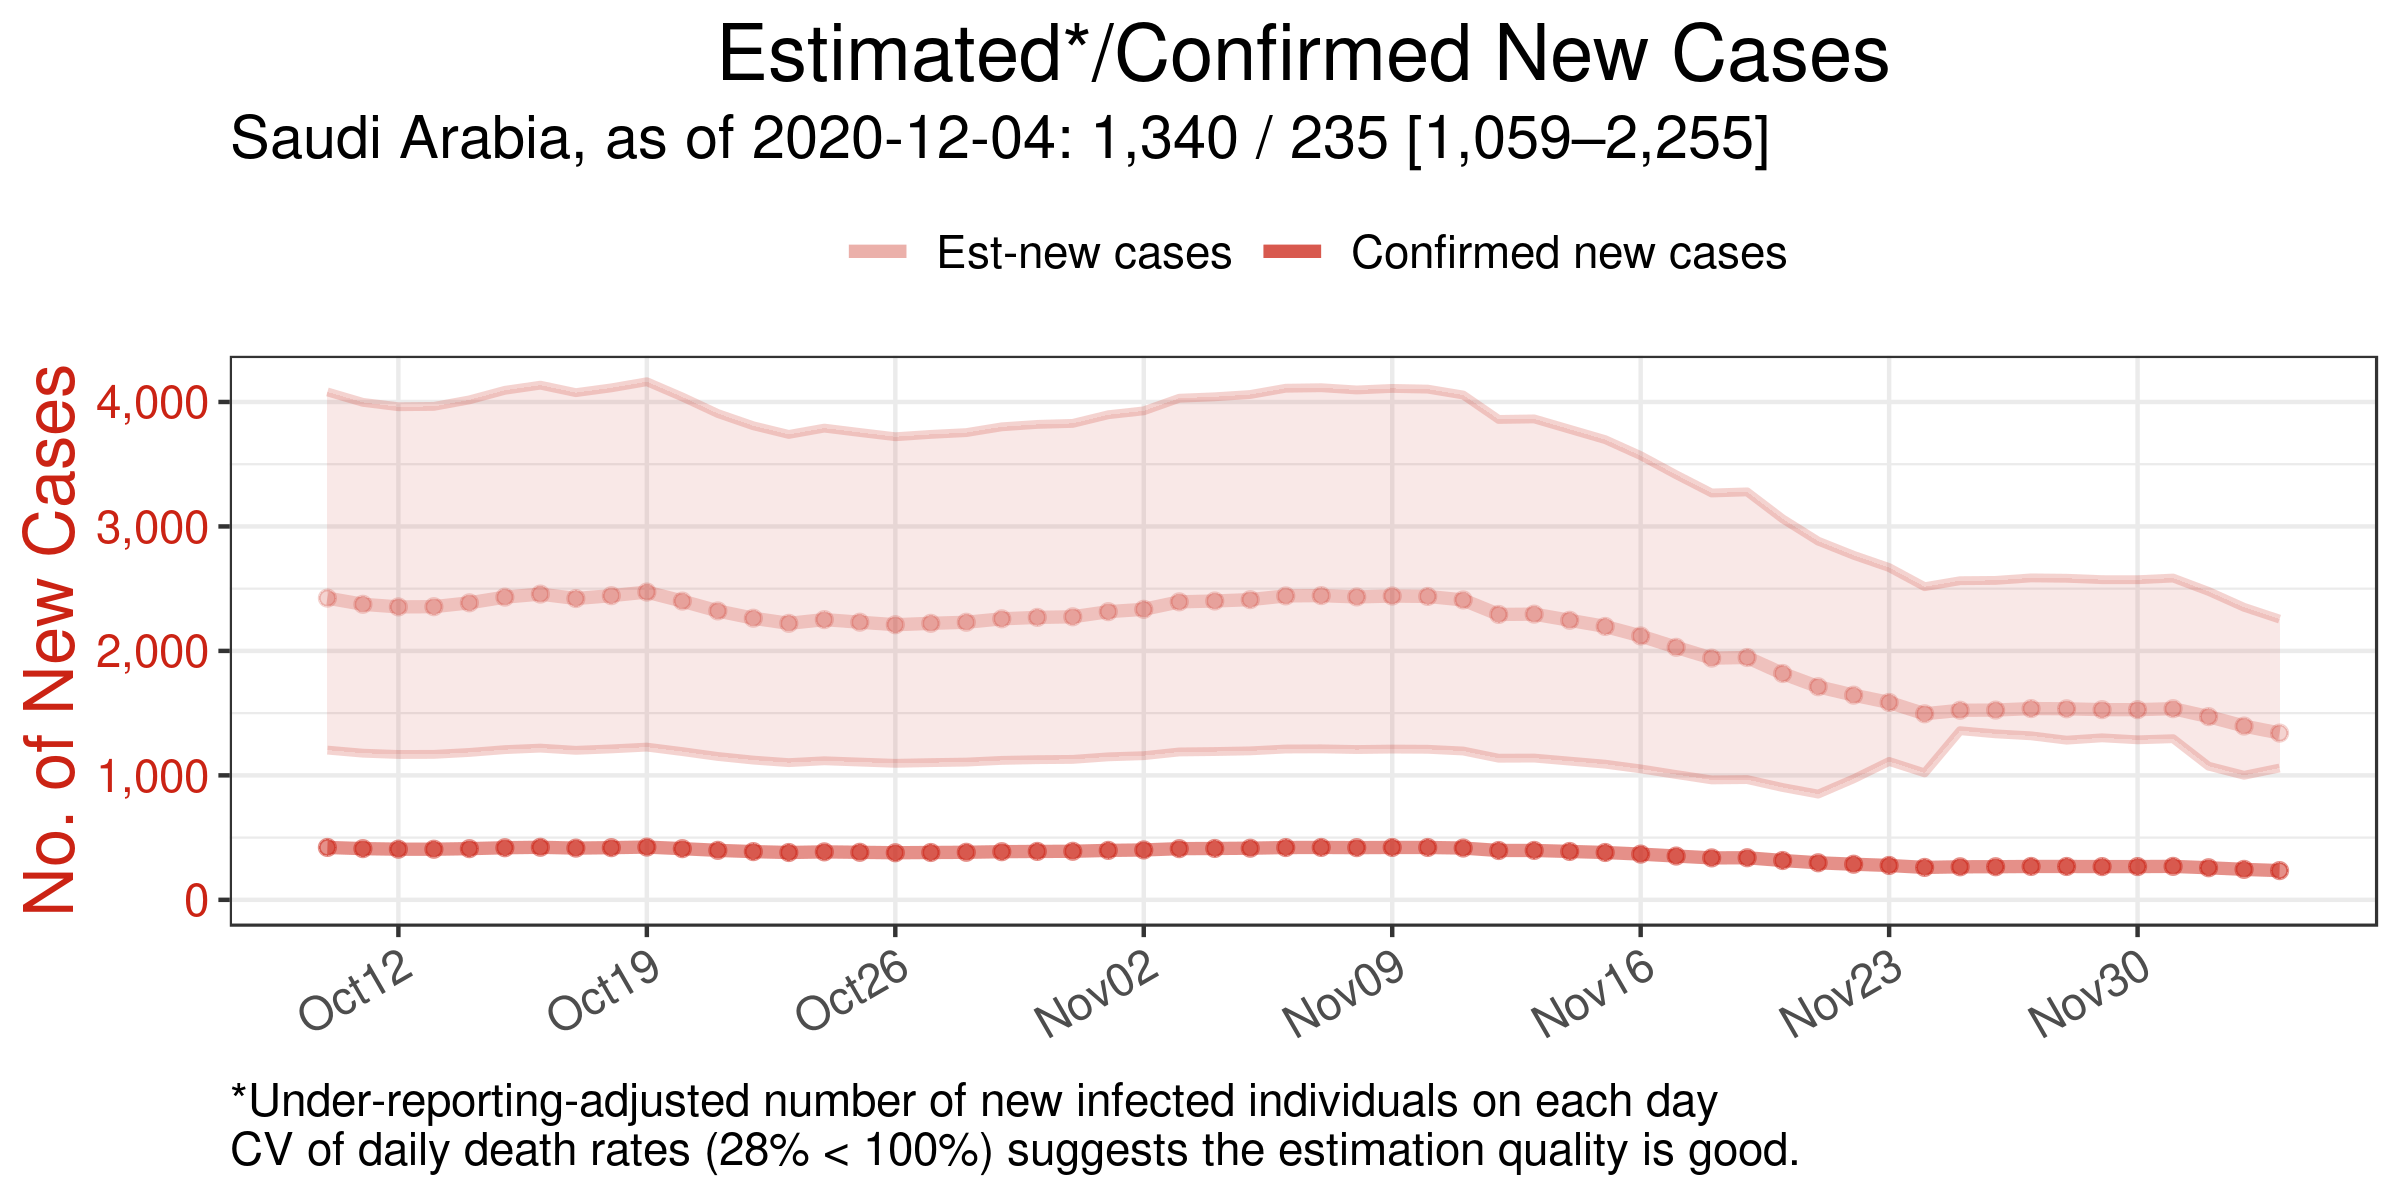 Estimated*/Confirmed New Cases
Saudi Arabia, as of 2020-12-04: 1,340 / 235 [1,059–2,255]
Est-new cases
Confirmed new cases
No. of New Cases
4,000
3,000
2,000
1,000
0
Oct12
Oct19
Oct26
Nov02
Nov09
Nov16
Nov23
Nov30
*Under-reporting-adjusted number of new infected individuals on each day
CV of daily death rates (28% < 100%) suggests the estimation quality is good.